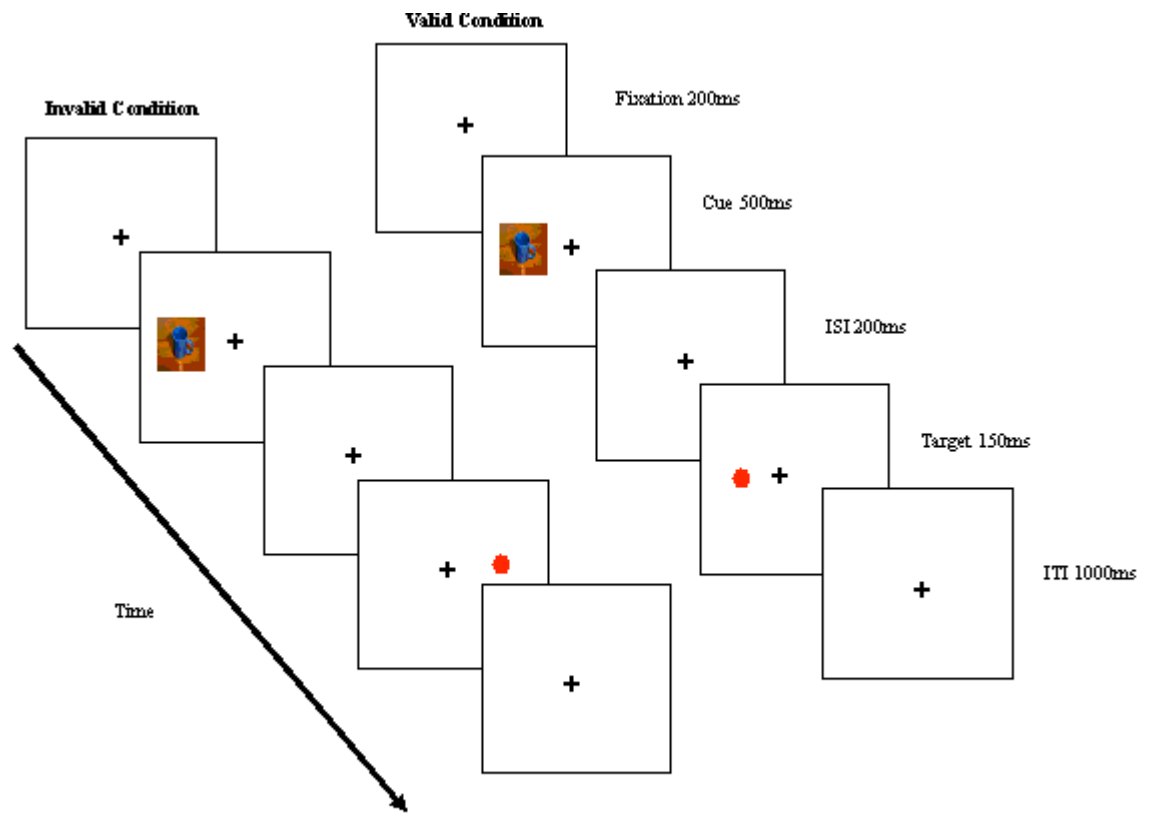 Valid Condition
Invalid Condition
Fixation 200ms
Cue 500ms
ISI 200ms
Target 150ms
ITI 1000ms
Time